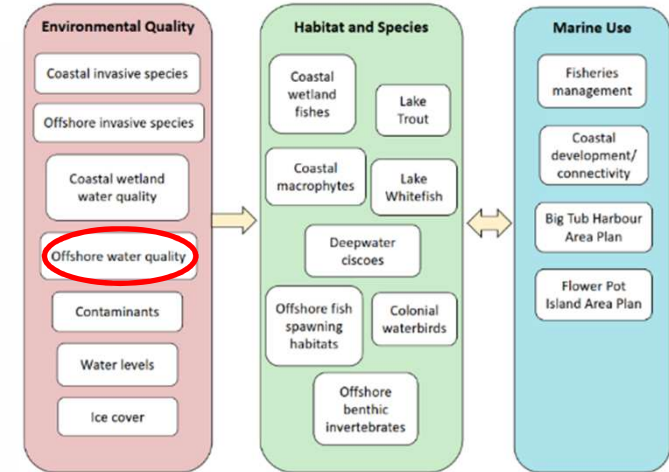 Environmental Quality
Coastal invasive species
Offshore invasive species
Coastal wetland
water quality
Offshore water quality
Contaminants
Water levels
Ice cover
Habitat and Species
Coastal
wetland
fishes
Lake
Trout
Coastal
macrophytes
Lake
Whitefish
Deepwater
ciscoes
Offshore fish
spawning
habitats
Colonial
waterbirds
Offshore
benthic
invertebrates
Marine Use
Fisheries
management
Coastal
development/
connectivity
Big Tub Harbour
Area Plan
Flower Pot
Island Area Plan